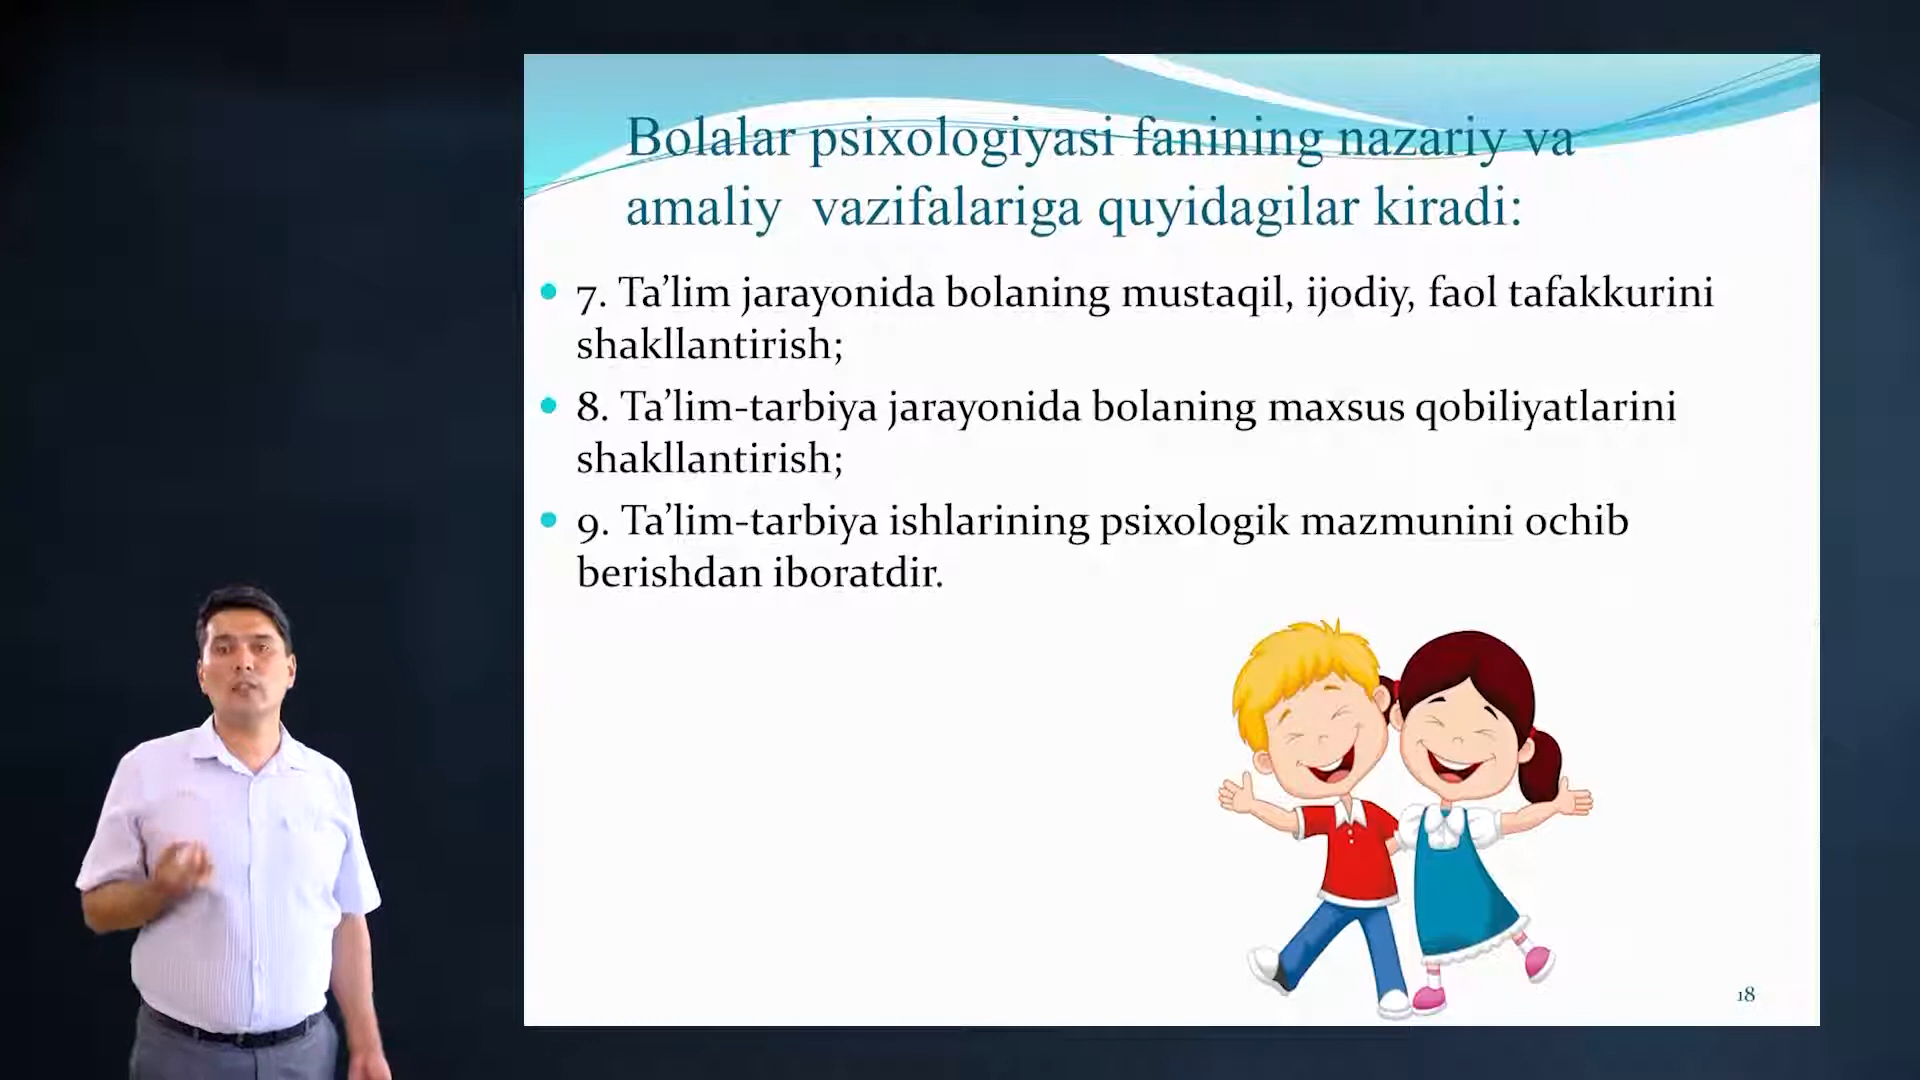 Bolalar psixologiyasi fanining nazariy va
amaliy vazifalariga quyidagilar kiradi:
• 7. Ta’lim jarayonida bolaning mustaqil, ijodiy, faol tafakkurini
shakllantirish;
• 8. Ta’lim-tarbiya jarayonida bolaning maxsus qobiliyatlarini
shakllantirish;
• 9. Ta’lim-tarbiya ishlarining psixologik mazmunini ochib
berishdan iboratdir.
18